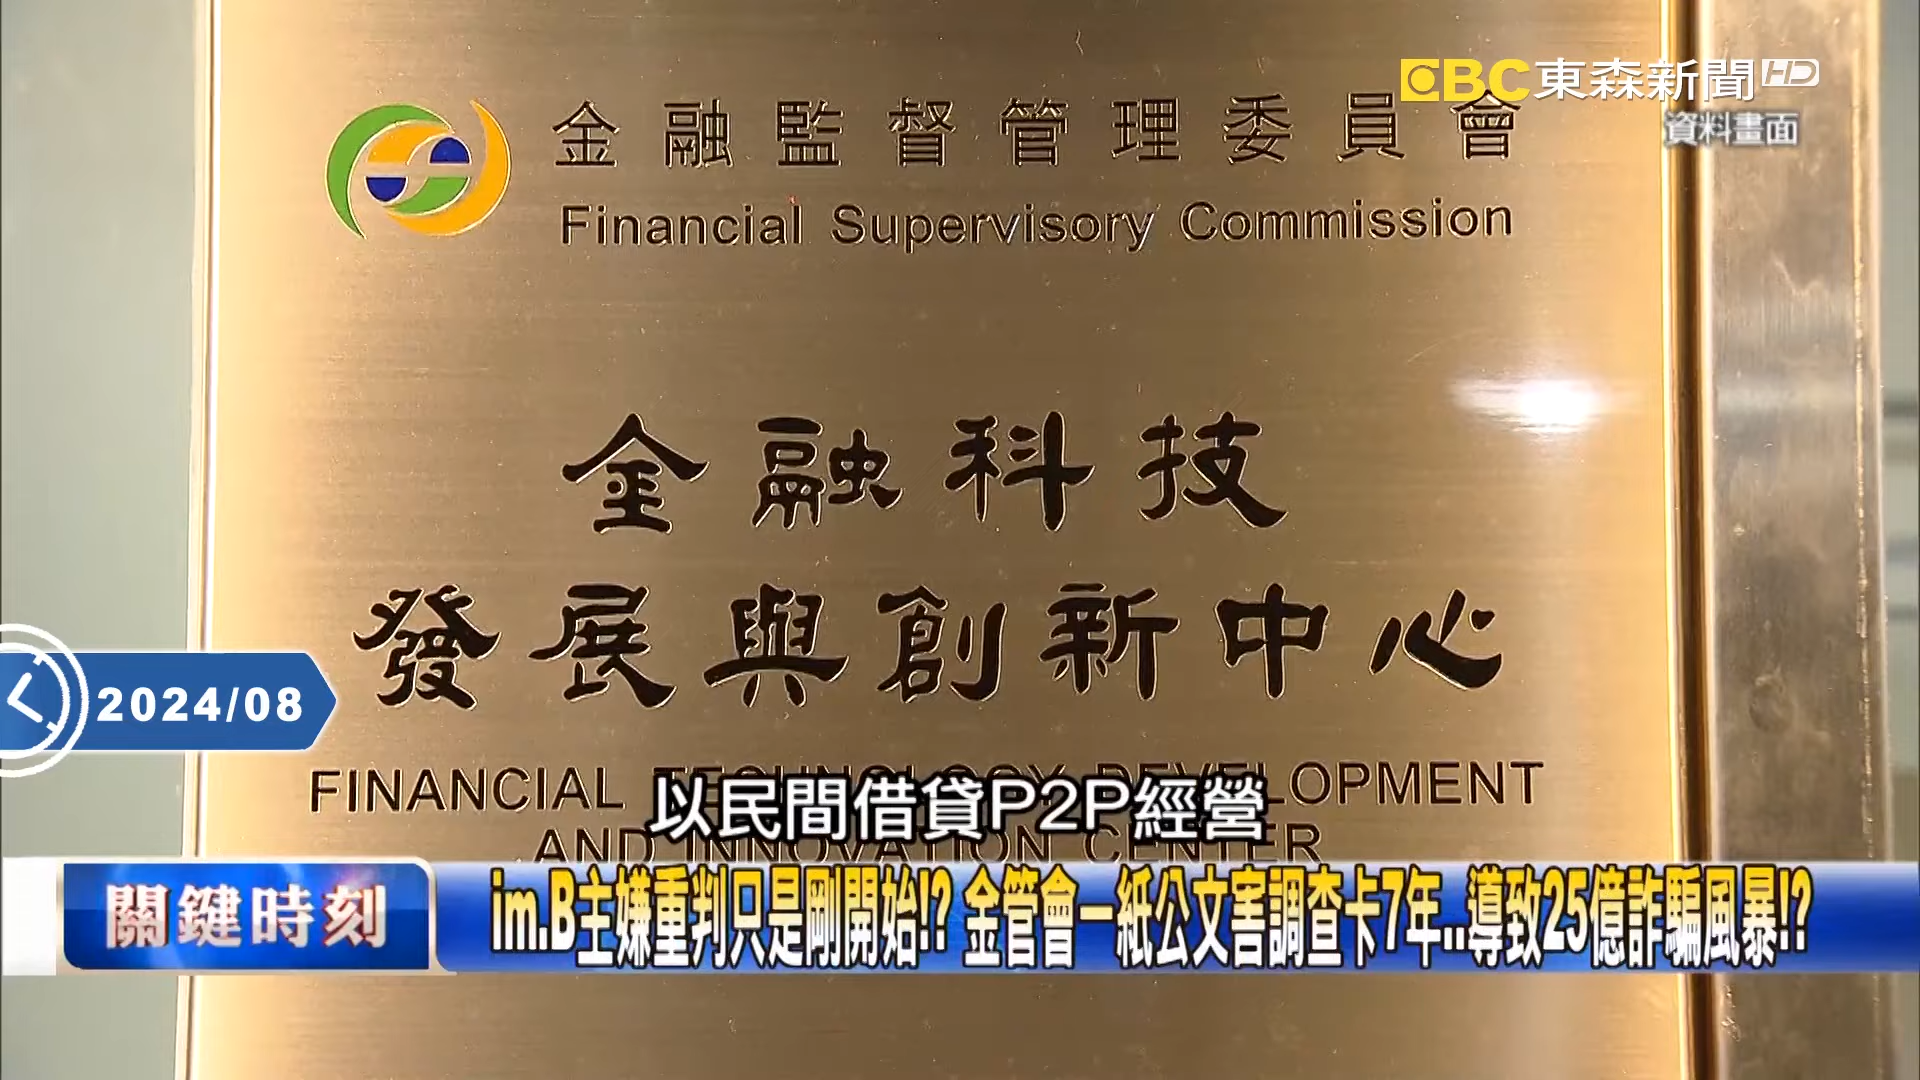 EBC東森新聞HD
資料畫面
金融監督管理委員會
Financial Supervisory Commission
金融科技
發展與創新中心
2024/08
FINANCIAL TECHNOLOGY DEVELOPMENT
AND INNOVATION CENTER
以民間借貸P2P經營
關鍵時刻
im.B主嫌重判只是剛開始!? 金管會一紙公文害調查卡7年..導致25億詐騙風暴!?